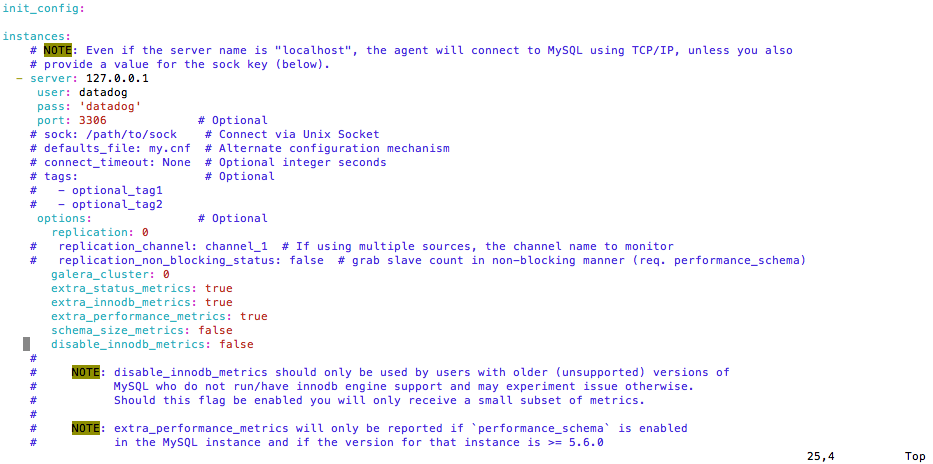 init_config:

instances:
    # NOTE: Even if the server name is "localhost", the agent will connect to MySQL using TCP/IP, unless you also
    # provide a value for the sock key (below).
  - server: 127.0.0.1
     user: datadog
     pass: 'datadog'
     port: 3306            # Optional
    # sock: /path/to/sock    # Connect via Unix Socket
    # defaults_file: my.cnf  # Alternate configuration mechanism
    # connect_timeout: None  # Optional integer seconds
    # tags:                  # Optional
    #   - optional_tag1
    #   - optional_tag2
     options:               # Optional
       replication: 0
    #   replication_channel: channel_1  # If using multiple sources, the channel name to monitor
    #   replication_non_blocking_status: false  # grab slave count in non-blocking manner (req. performance_schema)
       galera_cluster: 0
       extra_status_metrics: true
       extra_innodb_metrics: true
       extra_performance_metrics: true
       schema_size_metrics: false
       disable_innodb_metrics: false
    #
    #     NOTE: disable_innodb_metrics should only be used by users with older (unsupported) versions of
    #           MySQL who do not run/have innodb engine support and may experiment issue otherwise.
    #           Should this flag be enabled you will only receive a small subset of metrics.
    #
    #     NOTE: extra_performance_metrics will only be reported if `performance_schema` is enabled
    #           in the MySQL instance and if the version for that instance is >= 5.6.0
25,4          Top